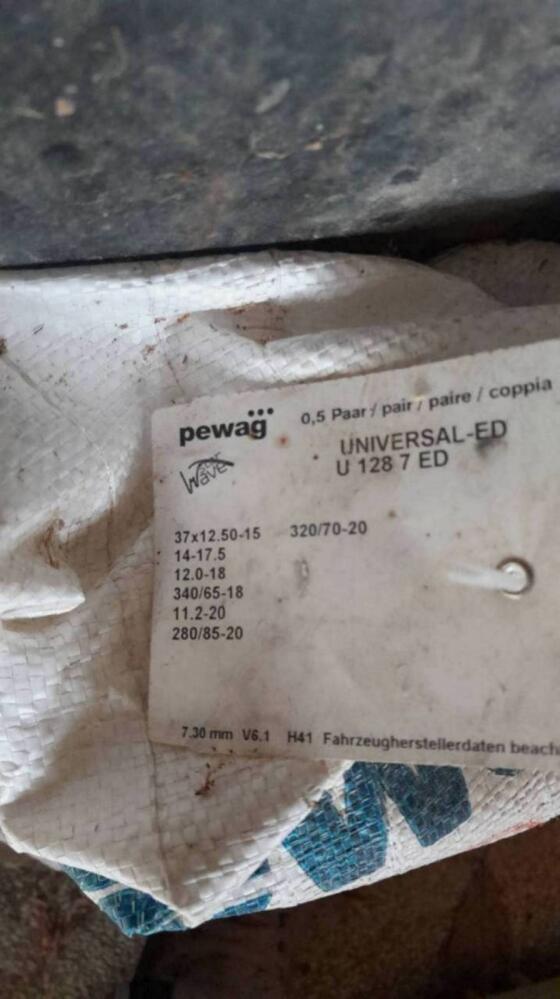 pewag
0,5 Paar / pair / paire / coppia
UNIVERSAL-ED
U 128 7 ED
Star
Wave
37x12.50-15 320/70-20
14-17.5
12.0-18
340/65-18
11.2-20
280/85-20
7.30 mm V6.1 H41 Fahrzeugherstellerdaten beach